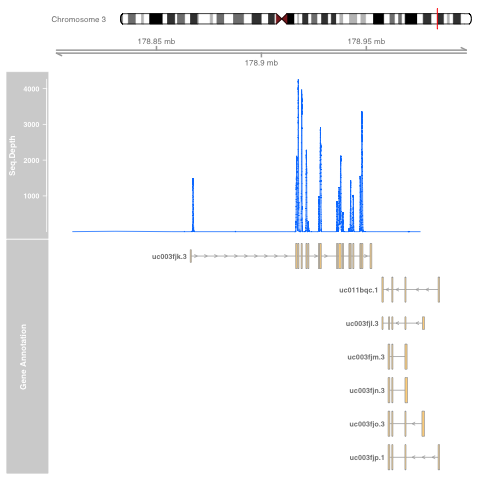 Chromosome 3
178.85 mb
178.95 mb
178.9 mb
Seq.Depth
6000
3000
2000
1000
Gene Annotation
uc003fjk.3
uc011bqc.1
uc003fjl.3
uc003fjm.3
uc003fjn.3
uc003fjo.3
uc003fjp.1